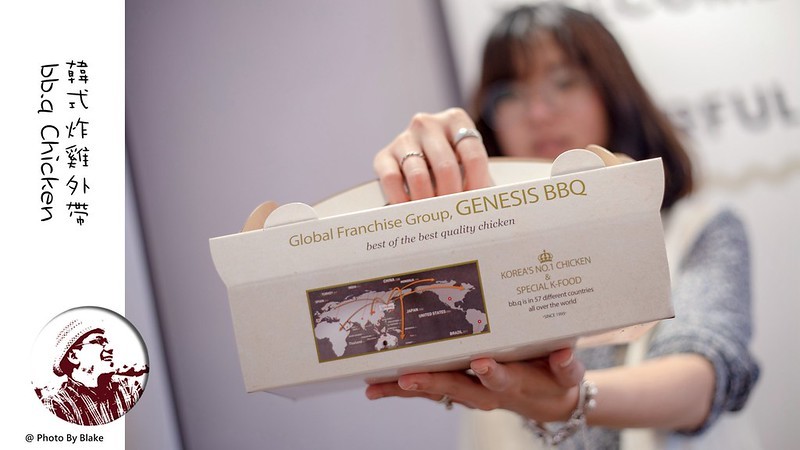 韓式炸雞外帶
bb.q Chicken
@ Photo By Blake
Global Franchise Group, GENESIS BBQ
best of the best quality chicken
KOREA'S NO.1 CHICKEN
&
SPECIAL K-FOOD
bb.q is in 57 different countries
all over the world
UNITED STATES
JAPAN
BRAZIL